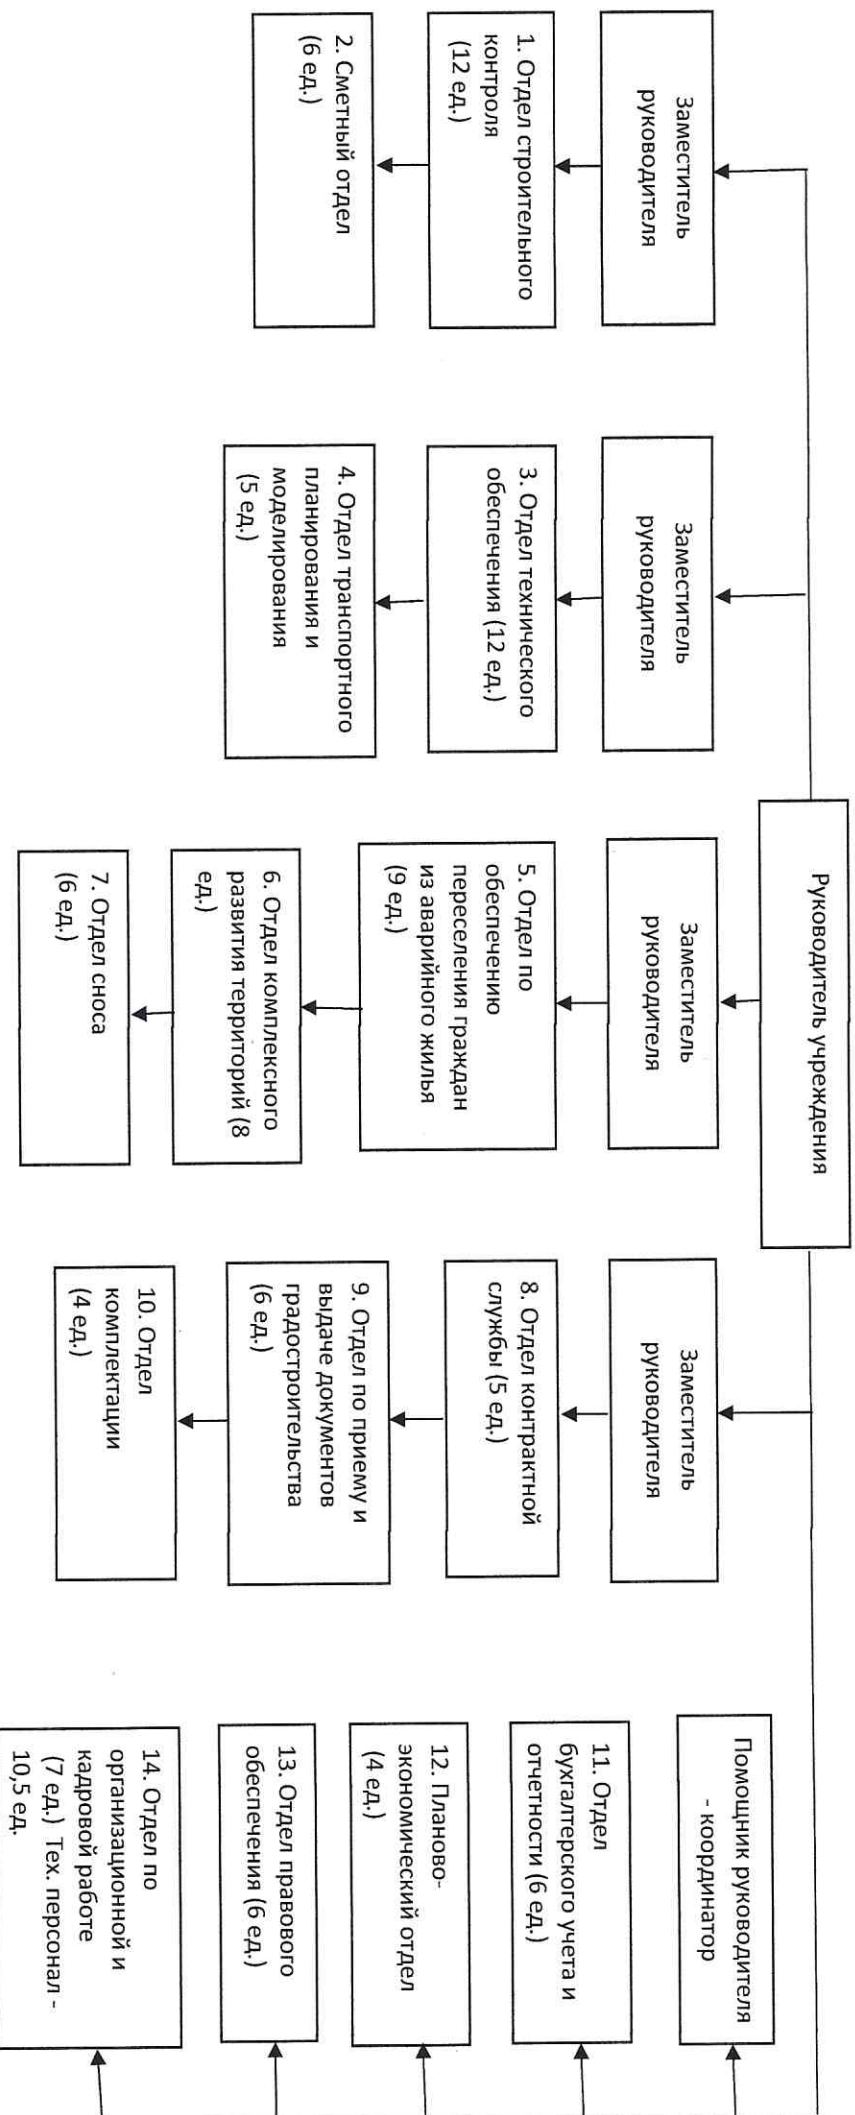 Руководитель учреждения
Заместитель
руководителя
1. Отдел строительного
контроля
(12 ед.)
2. Сметный отдел
(6 ед.)
Заместитель
руководителя
3. Отдел технического
обеспечения (12 ед.)
4. Отдел транспортного
планирования и
моделирования
(5 ед.)
Заместитель
руководителя
5. Отдел по
обеспечению
переселения граждан
из аварийного жилья
(9 ед.)
6. Отдел комплексного
развития территорий (8
ед.)
7. Отдел сноса
(6 ед.)
Заместитель
руководителя
8. Отдел контрактной
службы (5 ед.)
9. Отдел по приему и
выдаче документов
градостроительства
(6 ед.)
10. Отдел
комплектации
(4 ед.)
Помощник руководителя
- координатор
11. Отдел
бухгалтерского учета и
отчетности (6 ед.)
12. Планово-
экономический отдел
(4 ед.)
13. Отдел правового
обеспечения (6 ед.)
14. Отдел по
организационной и
кадровой работе
(7 ед.) Тех. персонал -
10,5 ед.